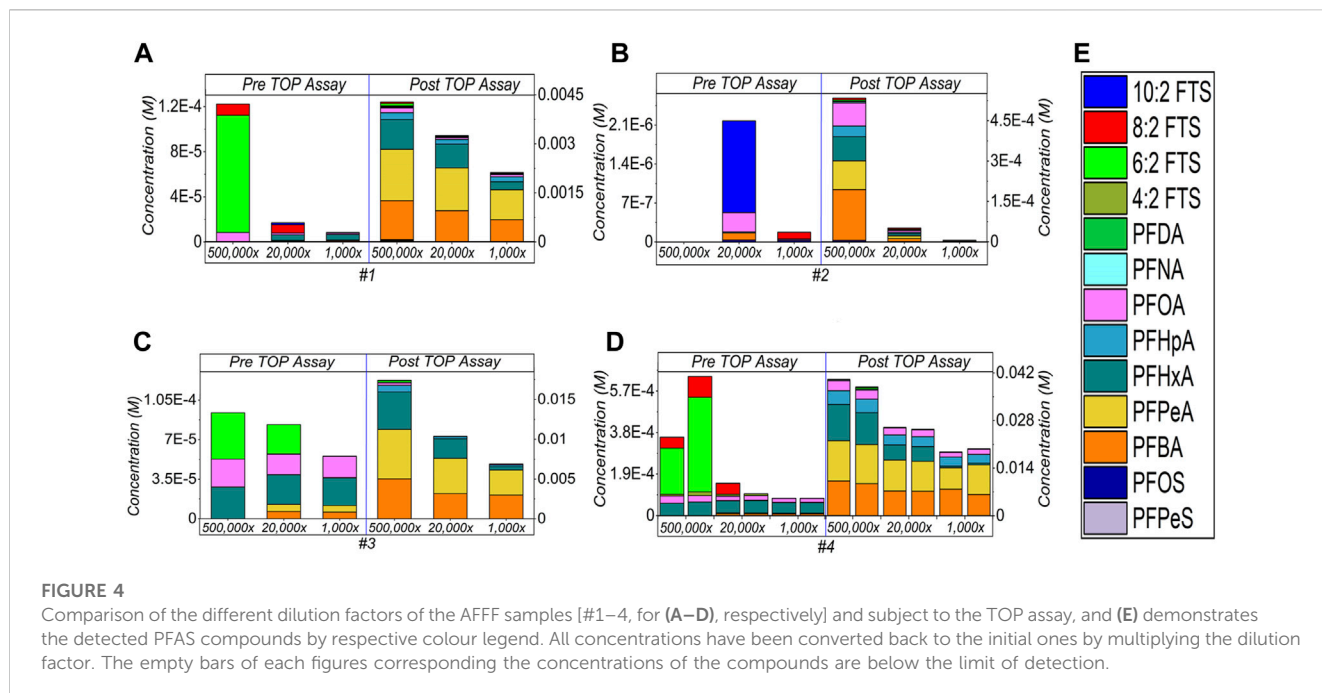 A
Pre TOP Assay
Post TOP Assay
Concentration (M)
1.2E-4
8E-5
4E-5
0
0.0045
0.003
0.0015
0
Concentration (M)
500,000x 20,000x 1,000x 500,000x 20,000x 1,000x
#1
B
Pre TOP Assay
Post TOP Assay
Concentration (M)
2.1E-6
1.4E-6
7E-7
0
4.5E-4
3E-4
1.5E-4
0
Concentration (M)
500,000x 20,000x 1,000x 500,000x 20,000x 1,000x
#2
C
Pre TOP Assay
Post TOP Assay
Concentration (M)
1.05E-4
7E-5
3.5E-5
0
0.015
0.01
0.005
0
Concentration (M)
500,000x 20,000x 1,000x 500,000x 20,000x 1,000x
#3
D
Pre TOP Assay
Post TOP Assay
Concentration (M)
5.7E-4
3.8E-4
1.9E-4
0
0.042
0.028
0.014
0
Concentration (M)
500,000x 20,000x 1,000x 500,000x 20,000x 1,000x
#4
E
10:2 FTS
8:2 FTS
6:2 FTS
4:2 FTS
PFDA
PFNA
PFOA
PFHpA
PFHxA
PFPeA
PFBA
PFOS
PFPeS
FIGURE 4
Comparison of the different dilution factors of the AFFF samples [#1–4, for (A–D), respectively] and subject to the TOP assay, and (E) demonstrates
the detected PFAS compounds by respective colour legend. All concentrations have been converted back to the initial ones by multiplying the dilution
factor. The empty bars of each figures corresponding the concentrations of the compounds are below the limit of detection.